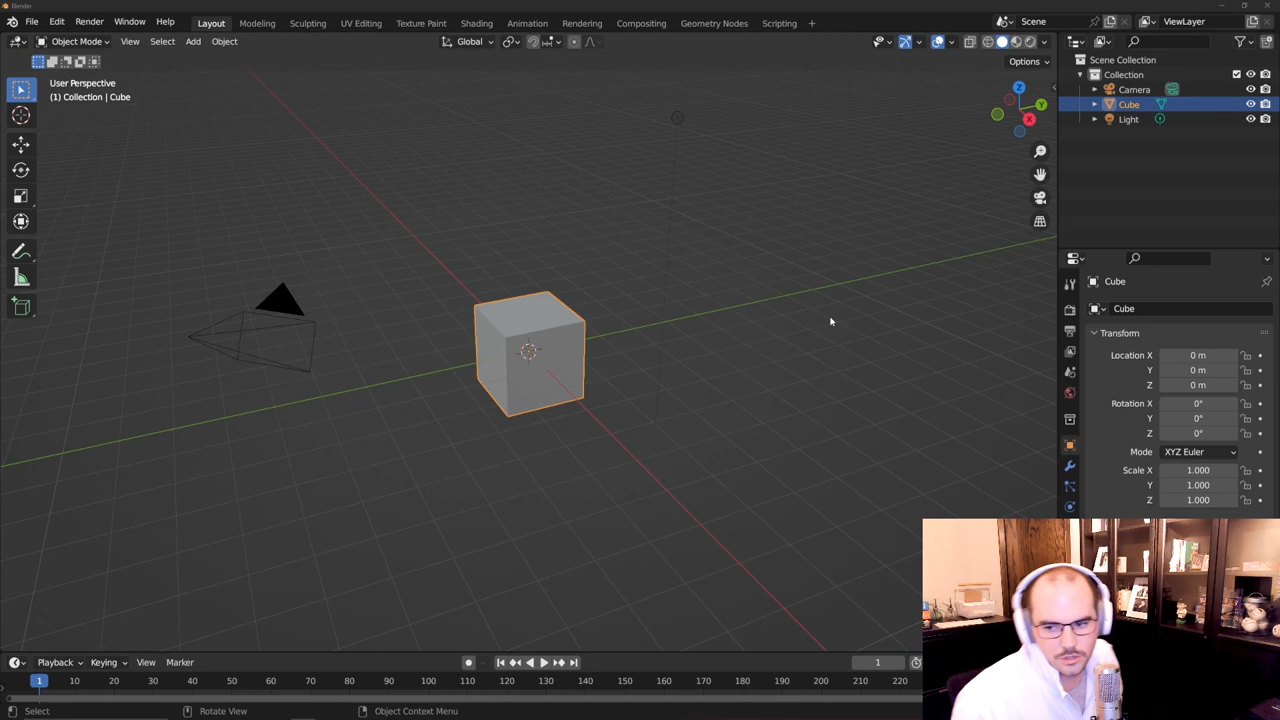 Blender
File Edit Render Window Help Layout Modeling Sculpting UV Editing Texture Paint Shading Animation Rendering Compositing Geometry Nodes Scripting + Scene ViewLayer
Object Mode View Select Add Object Global
Options
User Perspective
(1) Collection | Cube
Z
Y
X
Scene Collection
Collection
Camera
Cube
Light
Cube
Cube
Transform
Location X 0 m
Y 0 m
Z 0 m
Rotation X 0°
Y 0°
Z 0°
Mode XYZ Euler
Scale X 1.000
Y 1.000
Z 1.000
Playback Keying View Marker 1
1 10 20 30 40 50 60 70 80 90 100 110 120 130 140 150 160 170 180 190 200 210 220
Select Rotate View Object Context Menu